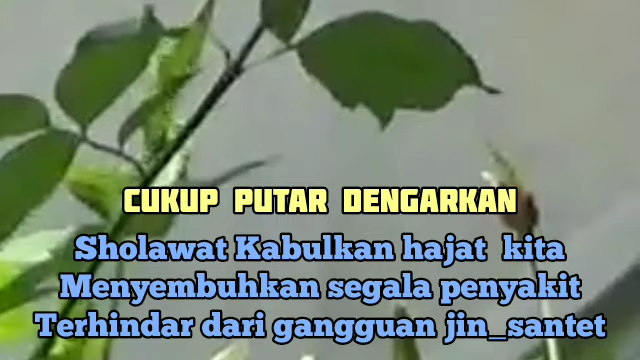 CUKUP PUTAR DENGARKAN
Sholawat Kabulkan hajat kita
Menyembuhkan segala penyakit
Terhindar dari gangguan jin_santet